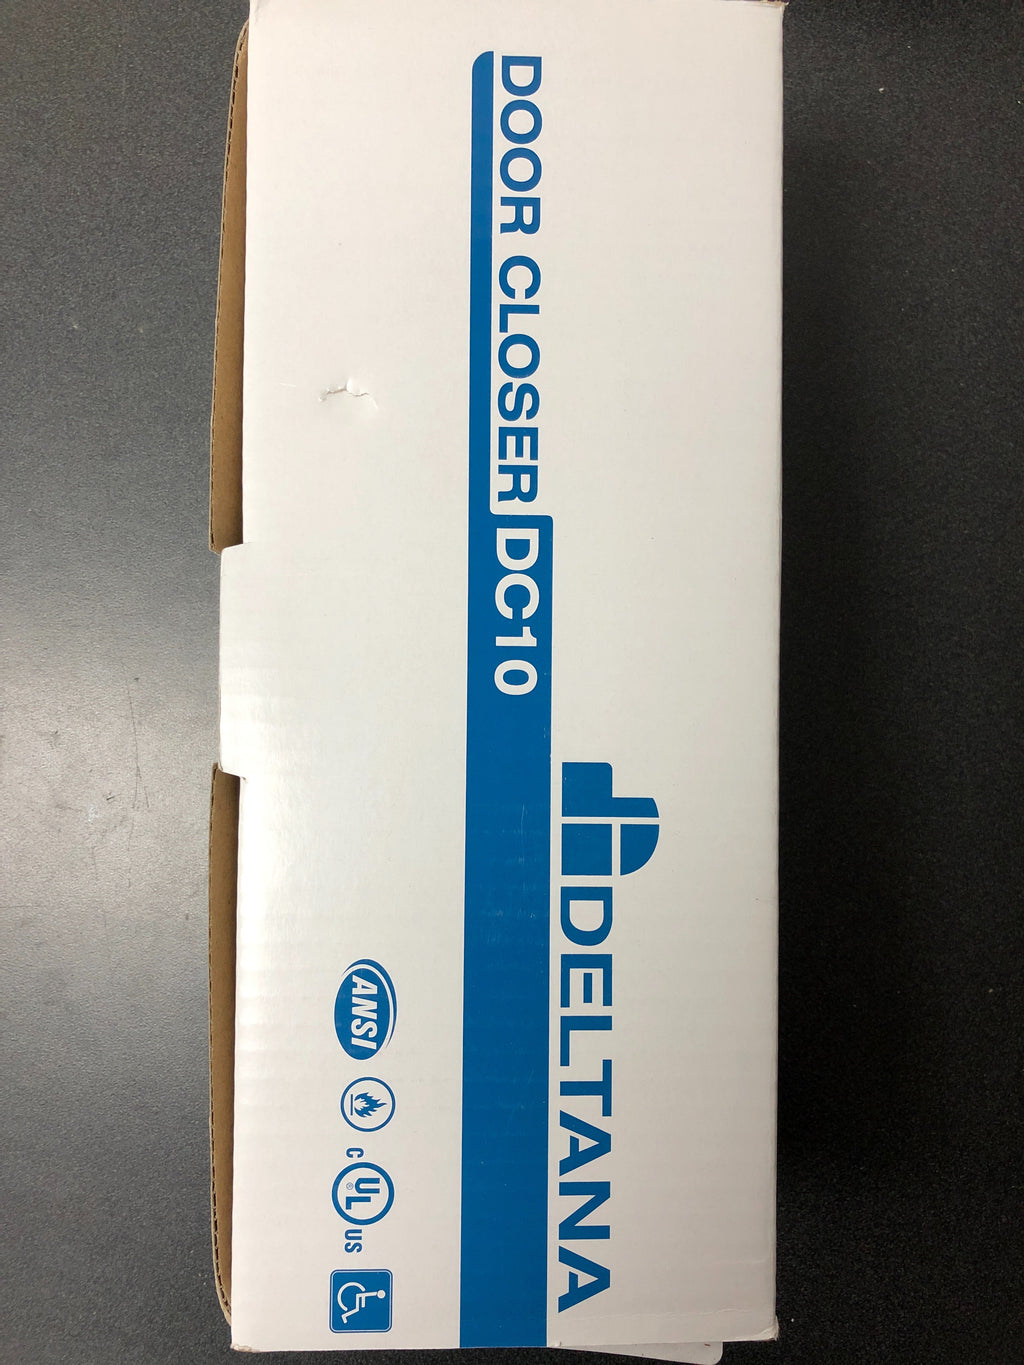 DELTANA
DOOR CLOSER DC10
ANSI
C UL® US